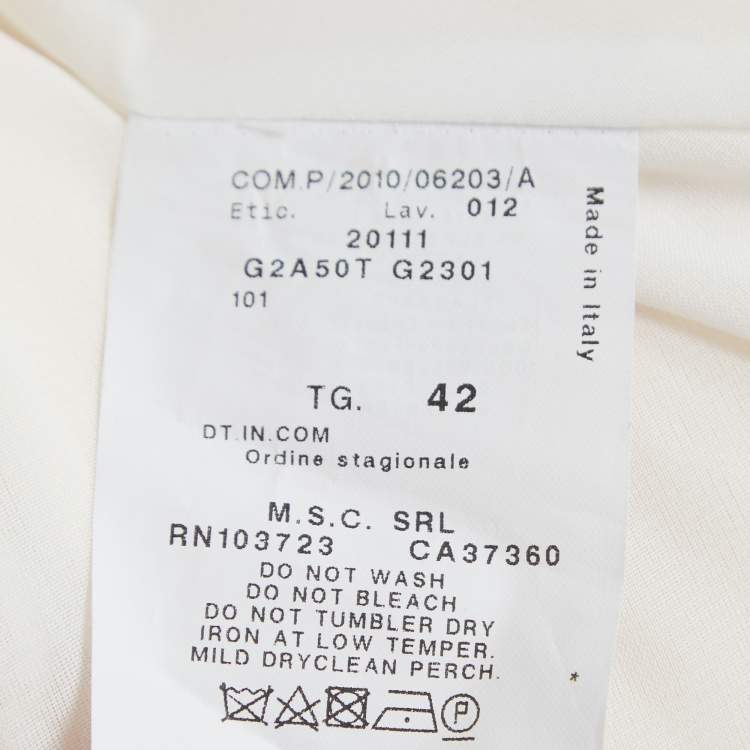 COM.P/2010/06203/A
Etic. Lav. 012
20111
G2A50T G2301
101
Made in Italy
TG. 42
DT.IN.COM
Ordine stagionale
M.S.C. SRL
RN103723 CA37360
DO NOT WASH
DO NOT BLEACH
DO NOT TUMBLER DRY
IRON AT LOW TEMPER.
MILD DRYCLEAN PERCH.
*
P